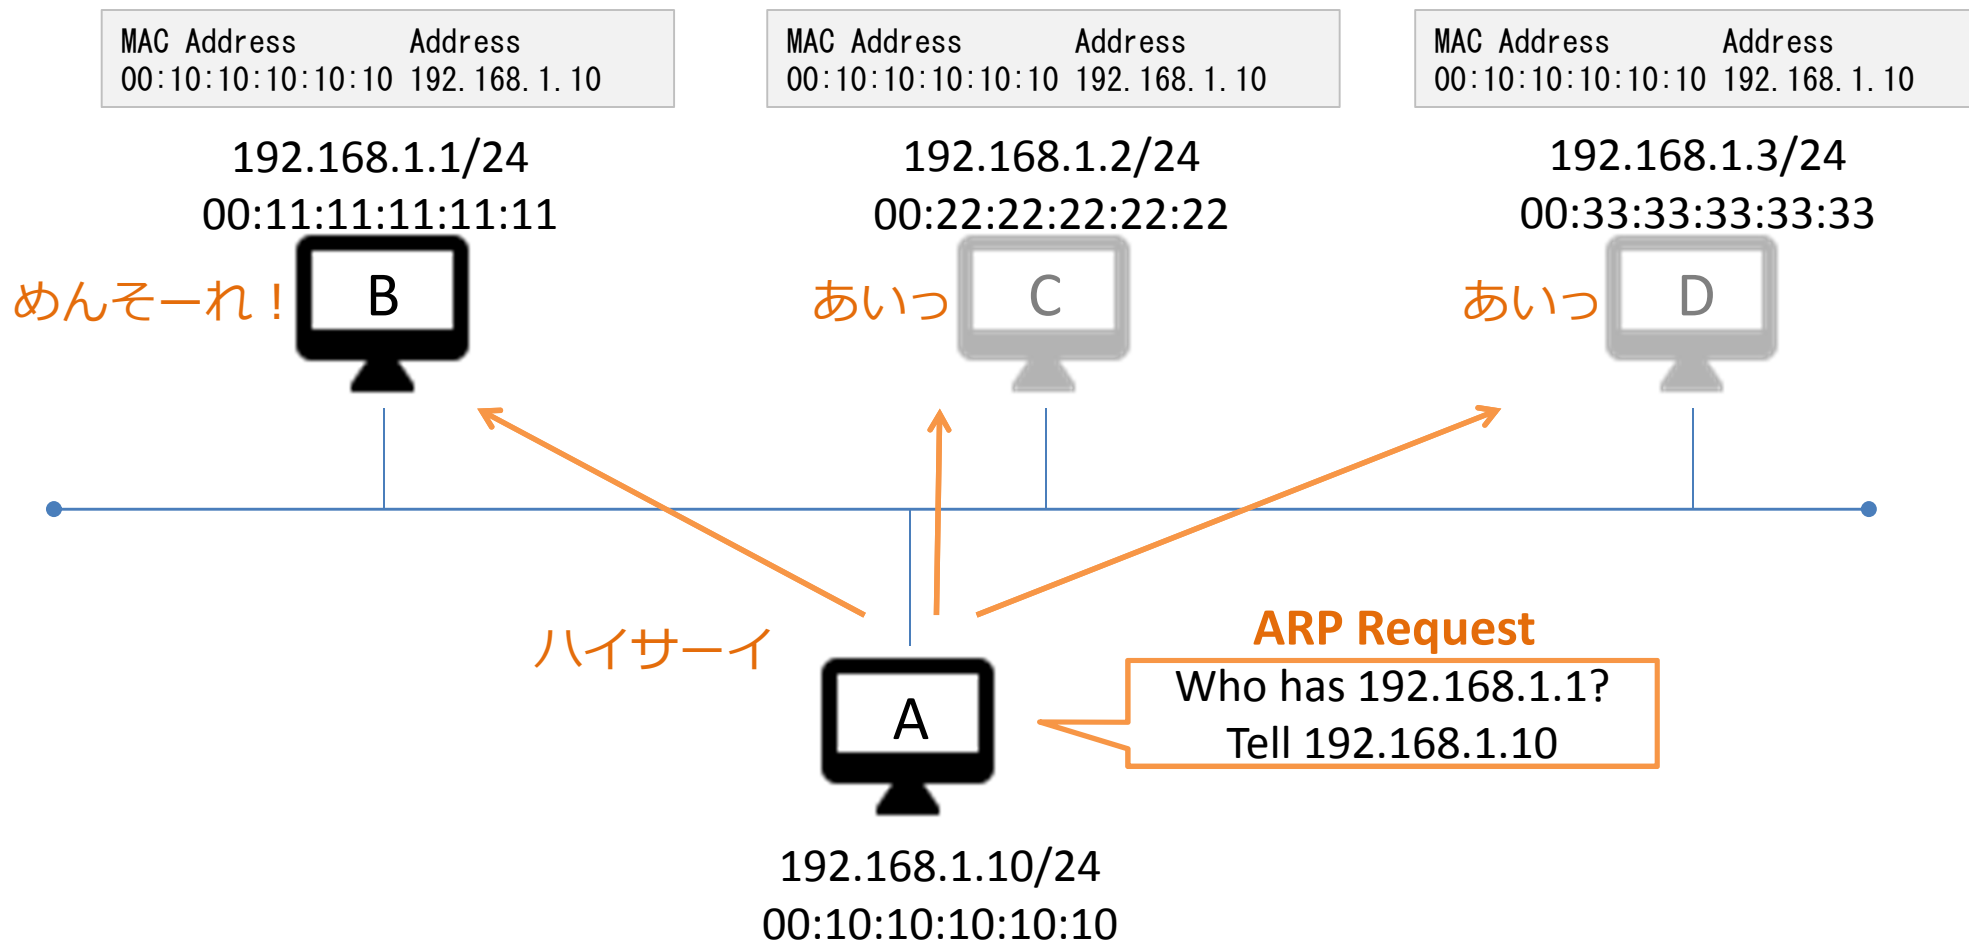 MAC Address Address
00:10:10:10:10:10 192.168.1.10
MAC Address Address
00:10:10:10:10:10 192.168.1.10
MAC Address Address
00:10:10:10:10:10 192.168.1.10
192.168.1.1/24
00:11:11:11:11:11
192.168.1.2/24
00:22:22:22:22:22
192.168.1.3/24
00:33:33:33:33:33
めんそーれ！
B
あいっ
C
あいっ
D
ハイサーイ
ARP Request
Who has 192.168.1.1?
Tell 192.168.1.10
A
192.168.1.10/24
00:10:10:10:10:10